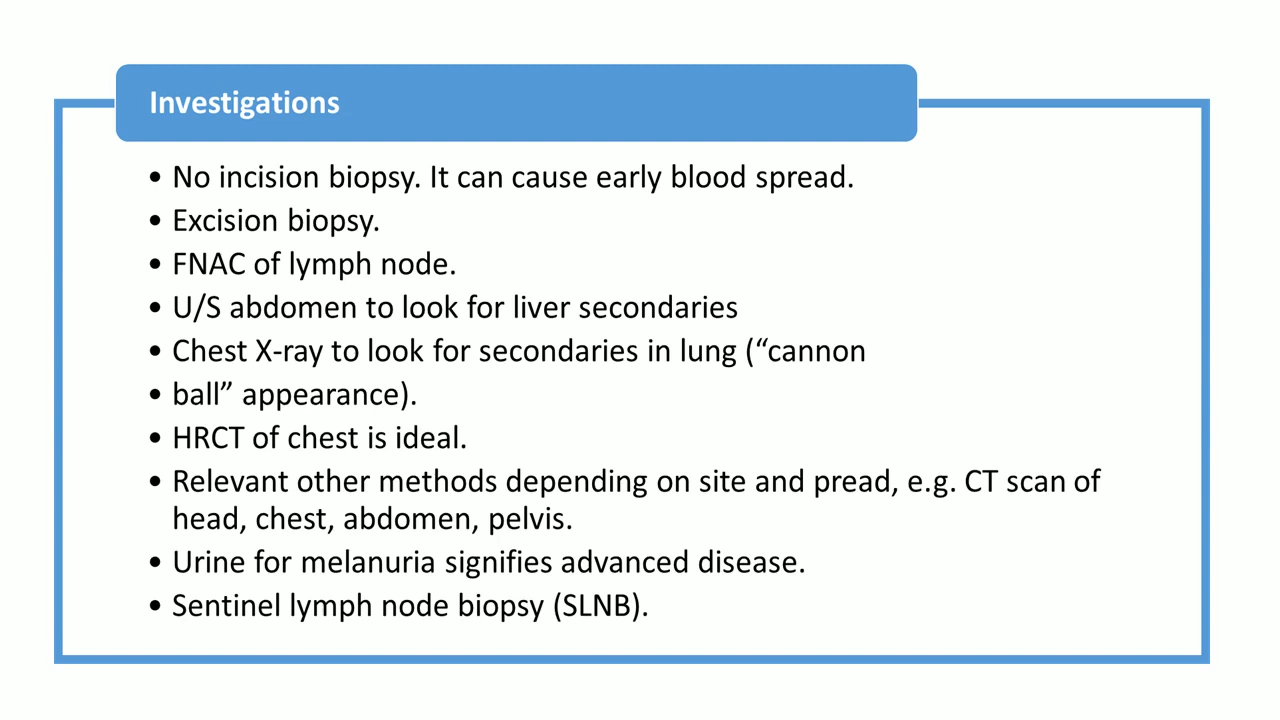 Investigations
• No incision biopsy. It can cause early blood spread.
• Excision biopsy.
• FNAC of lymph node.
• U/S abdomen to look for liver secondaries
• Chest X-ray to look for secondaries in lung (“cannon
• ball” appearance).
• HRCT of chest is ideal.
• Relevant other methods depending on site and pread, e.g. CT scan of
head, chest, abdomen, pelvis.
• Urine for melanuria signifies advanced disease.
• Sentinel lymph node biopsy (SLNB).